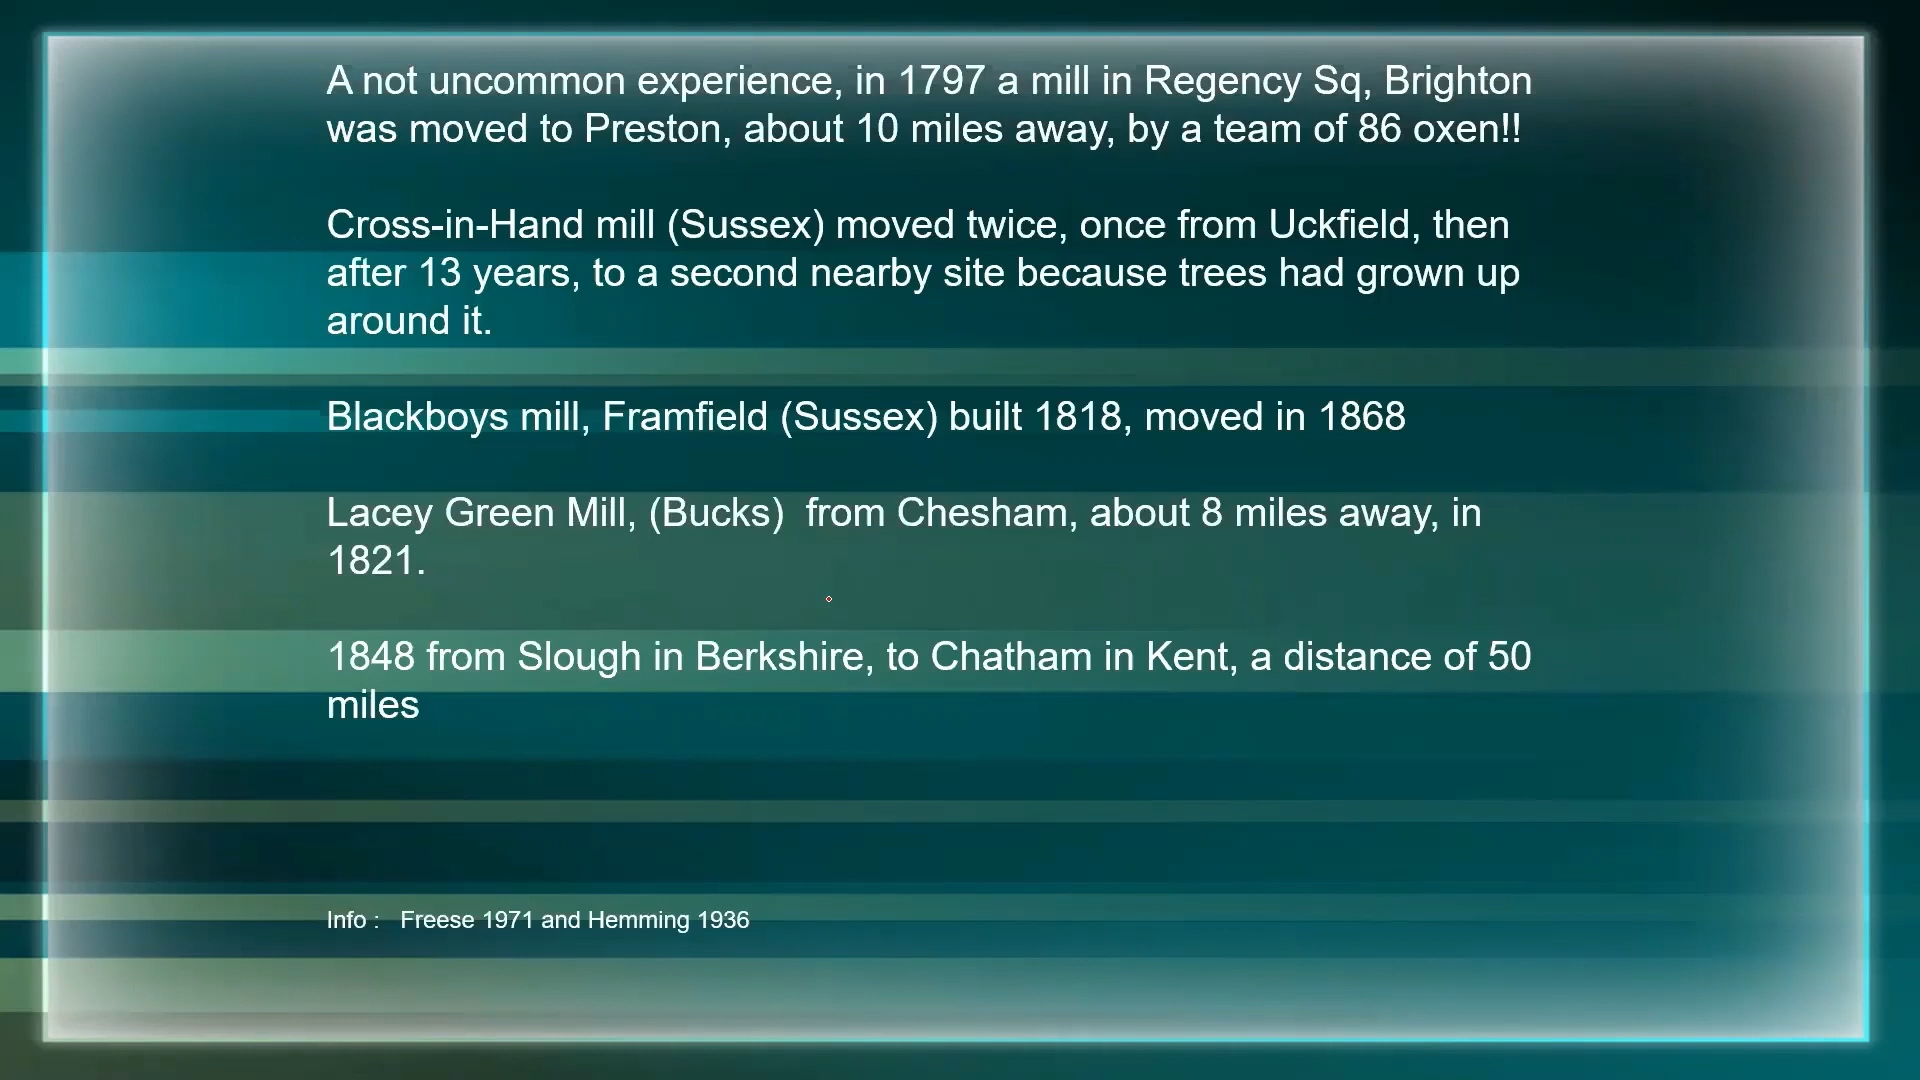 A not uncommon experience, in 1797 a mill in Regency Sq, Brighton
was moved to Preston, about 10 miles away, by a team of 86 oxen!!
Cross-in-Hand mill (Sussex) moved twice, once from Uckfield, then
after 13 years, to a second nearby site because trees had grown up
around it.
Blackboys mill, Framfield (Sussex) built 1818, moved in 1868
Lacey Green Mill, (Bucks)  from Chesham, about 8 miles away, in
1821.
1848 from Slough in Berkshire, to Chatham in Kent, a distance of 50
miles
Info :   Freese 1971 and Hemming 1936